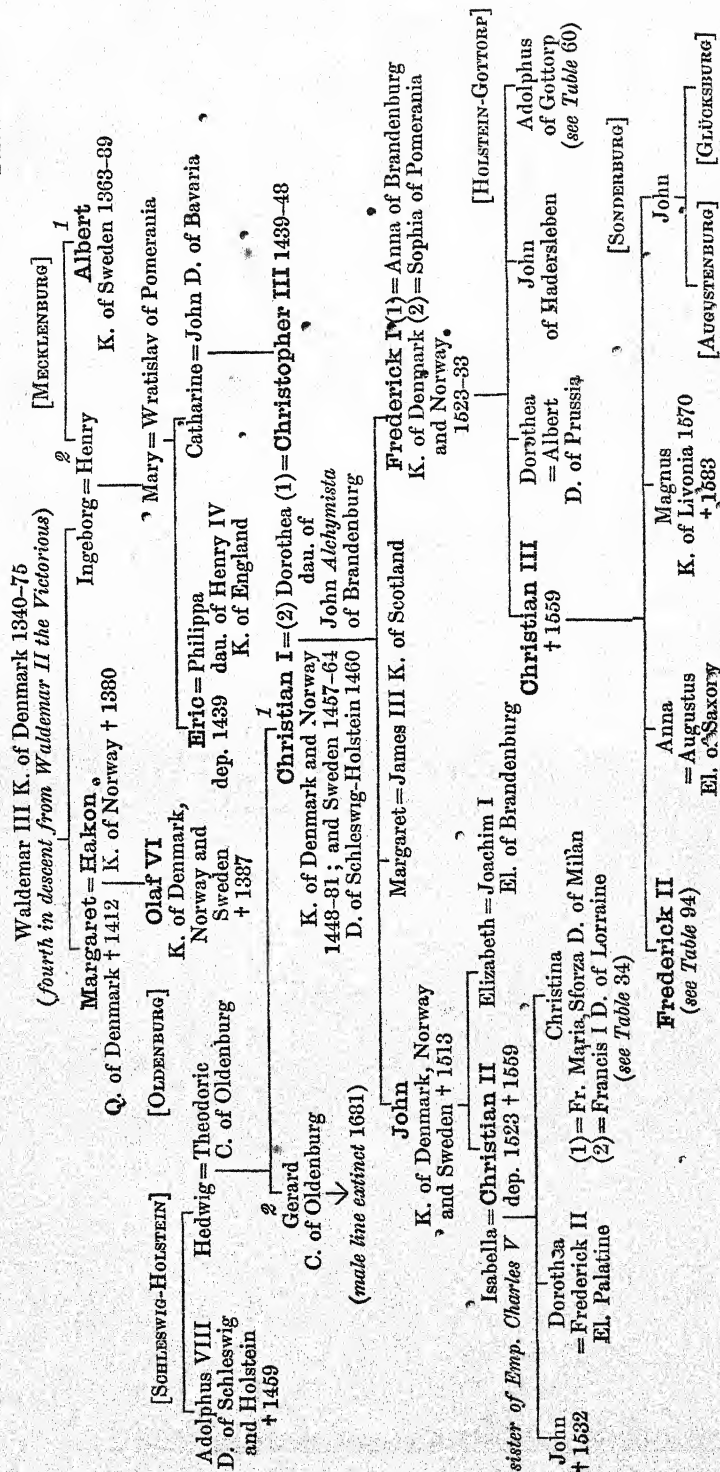 Waldemar III K. of Denmark 1340-75
(fourth in descent from Waldemar II the Victorious)
[MECKLENBURG]
Margaret = Hakon
Q. of Denmark † 1412
K. of Norway † 1380
2
Ingeborg = Henry
1
Albert
K. of Sweden 1363-89
Olaf VI
K. of Denmark,
Norway and
Sweden
† 1387
Mary = Wratislav of Pomerania
Eric = Philippa
dep. 1439
dau. of Henry IV
K. of England
Catharine = John D. of Bavaria
[SCHLESWIG-HOLSTEIN]
[OLDENBURG]
Adolphus VIII
D. of Schleswig
and Holstein
† 1459
Hedwig = Theodoric
C. of Oldenburg
2
Gerard
C. of Oldenburg
(male line extinct 1681)
1
Christian I = (2) Dorothea (1) = Christopher III 1439-48
K. of Denmark and Norway
1448-81; and Sweden 1457-64
D. of Schleswig-Holstein 1460
dau. of
John Alchymista
of Brandenburg
John
K. of Denmark, Norway
and Sweden † 1513
Margaret = James III K. of Scotland
Frederick I (1) = Anna of Brandenburg
K. of Denmark (2) = Sophia of Pomerania
and Norway
1523-33
Isabella = Christian II
sister of Emp. Charles V
dep. 1523 † 1559
Elizabeth = Joachim I
El. of Brandenburg
[HOLSTEIN-GOTTORP]
Christian III
† 1559
Dorothea
= Albert
D. of Prussia
John
of Hadersleben
Adolphus
of Gottorp
(see Table 60)
John
† 1532
Dorothea
= Frederick II
El. Palatine
Christina
(1) = Fr. Maria Sforza D. of Milan
(2) = Francis I D. of Lorraine
(see Table 34)
[SONDERBURG]
Frederick II
(see Table 94)
Anna
= Augustus
El. of Saxony
Magnus
K. of Livonia 1570
† 1583
John
[AUGUSTENBURG]
[GLÜCKSBURG]